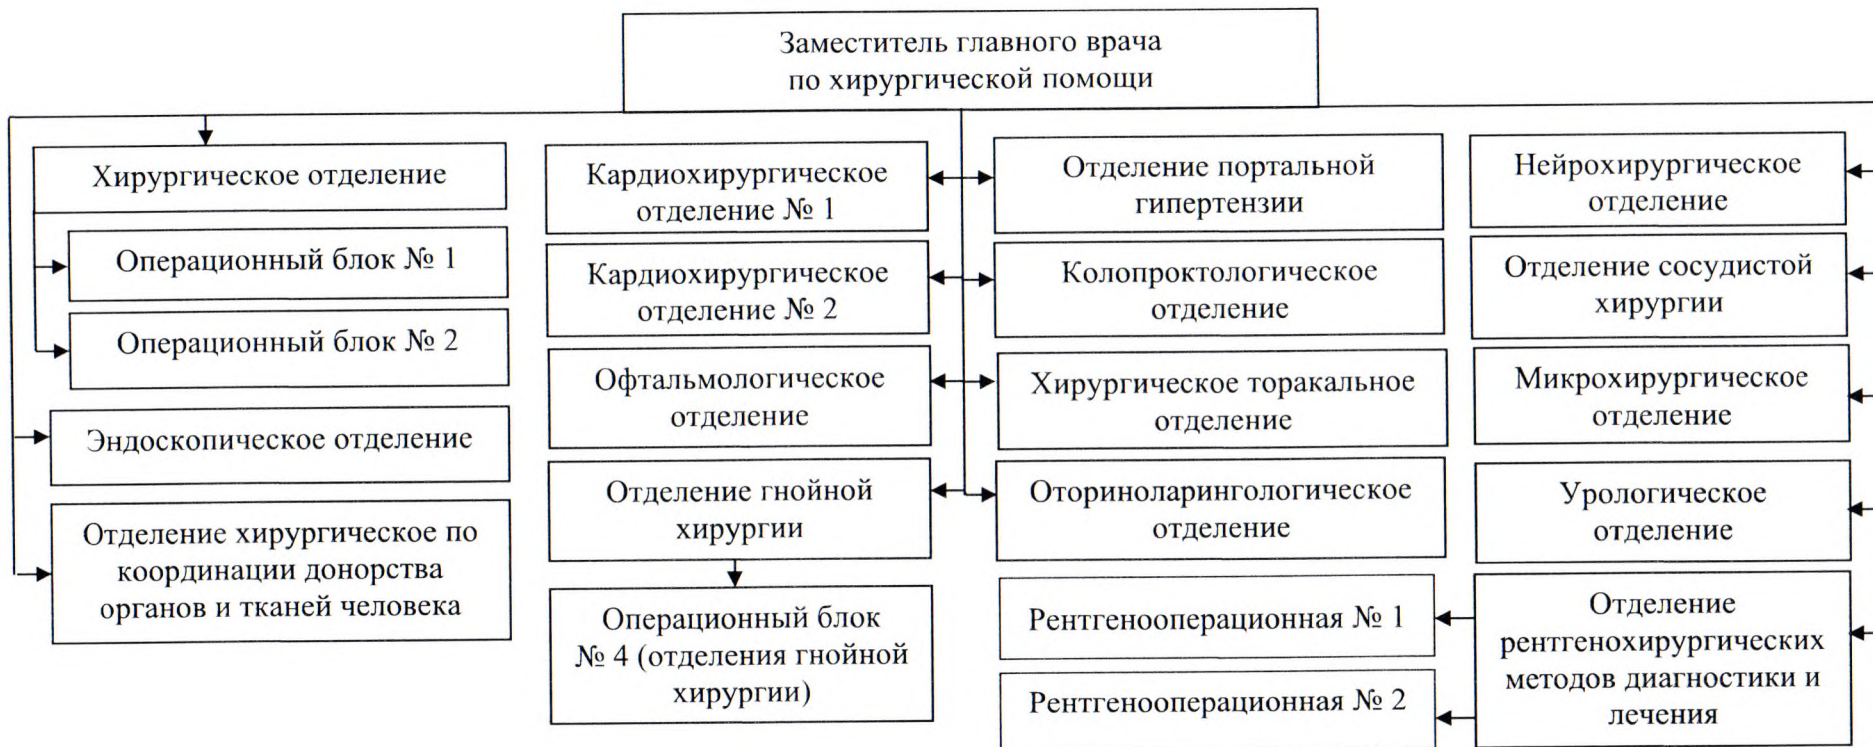 Заместитель главного врача
по хирургической помощи
Хирургическое отделение
Операционный блок № 1
Операционный блок № 2
Эндоскопическое отделение
Отделение хирургическое по
координации донорства
органов и тканей человека
Кардиохирургическое
отделение № 1
Кардиохирургическое
отделение № 2
Офтальмологическое
отделение
Отделение гнойной
хирургии
Операционный блок
№ 4 (отделения гнойной
хирургии)
Отделение портальной
гипертензии
Колопроктологическое
отделение
Хирургическое торакальное
отделение
Оториноларингологическое
отделение
Рентгенооперационная № 1
Рентгенооперационная № 2
Нейрохирургическое
отделение
Отделение сосудистой
хирургии
Микрохирургическое
отделение
Урологическое
отделение
Отделение
рентгенохирургических
методов диагностики и
лечения